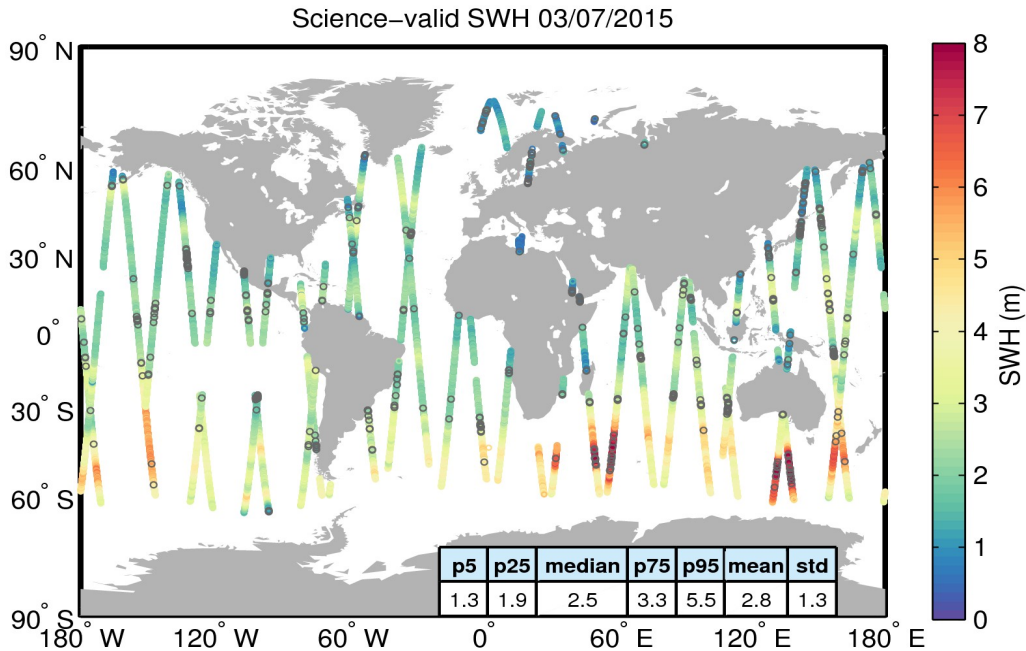 Science−valid SWH 03/07/2015
90° N
60° N
30° N
0°
30° S
60° S
90° S
180° W 120° W 60° W 0° 60° E 120° E 180° E
p5 p25 median p75 p95 mean std
1.3 1.9 2.5 3.3 5.5 2.8 1.3
8
7
6
5
4
3
2
1
0
SWH (m)